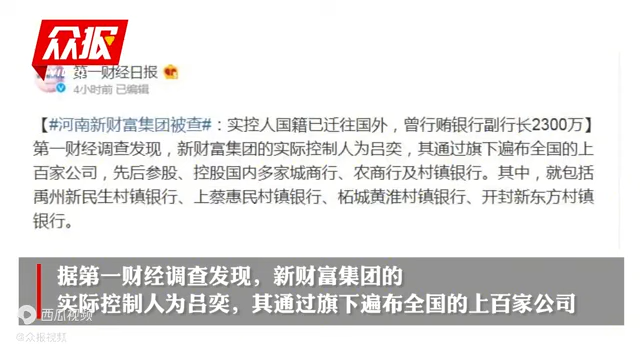 众报
第一财经日报
4小时前 已编辑
【#河南新财富集团被查#：实控人国籍已迁往国外，曾行贿银行副行长2300万】
第一财经调查发现，新财富集团的实际控制人为吕奕，其通过旗下遍布全国的上
百家公司，先后参股、控股国内多家城商行、农商行及村镇银行。其中，就包括
禹州新民生村镇银行、上蔡惠民村镇银行、柘城黄淮村镇银行、开封新东方村镇
银行。
据第一财经调查发现，新财富集团的
实际控制人为吕奕，其通过旗下遍布全国的上百家公司
西瓜视频
@众报视频